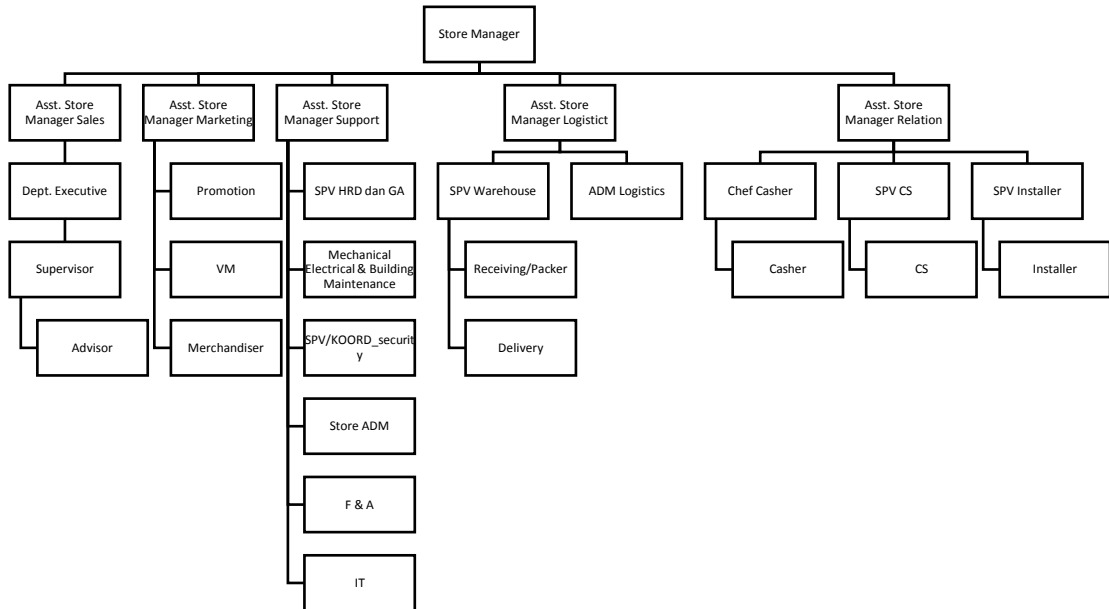 Store Manager
Asst. Store
Manager Sales
Asst. Store
Manager Marketing
Asst. Store
Manager Support
Asst. Store
Manager Logistict
Asst. Store
Manager Relation
Dept. Executive
Promotion
SPV HRD dan GA
SPV Warehouse
ADM Logistics
Chef Casher
SPV CS
SPV Installer
Supervisor
VM
Mechanical
Electrical & Building
Maintenance
Receiving/Packer
Casher
CS
Installer
Advisor
Merchandiser
SPV/KOORD_securit
y
Delivery
Store ADM
F & A
IT